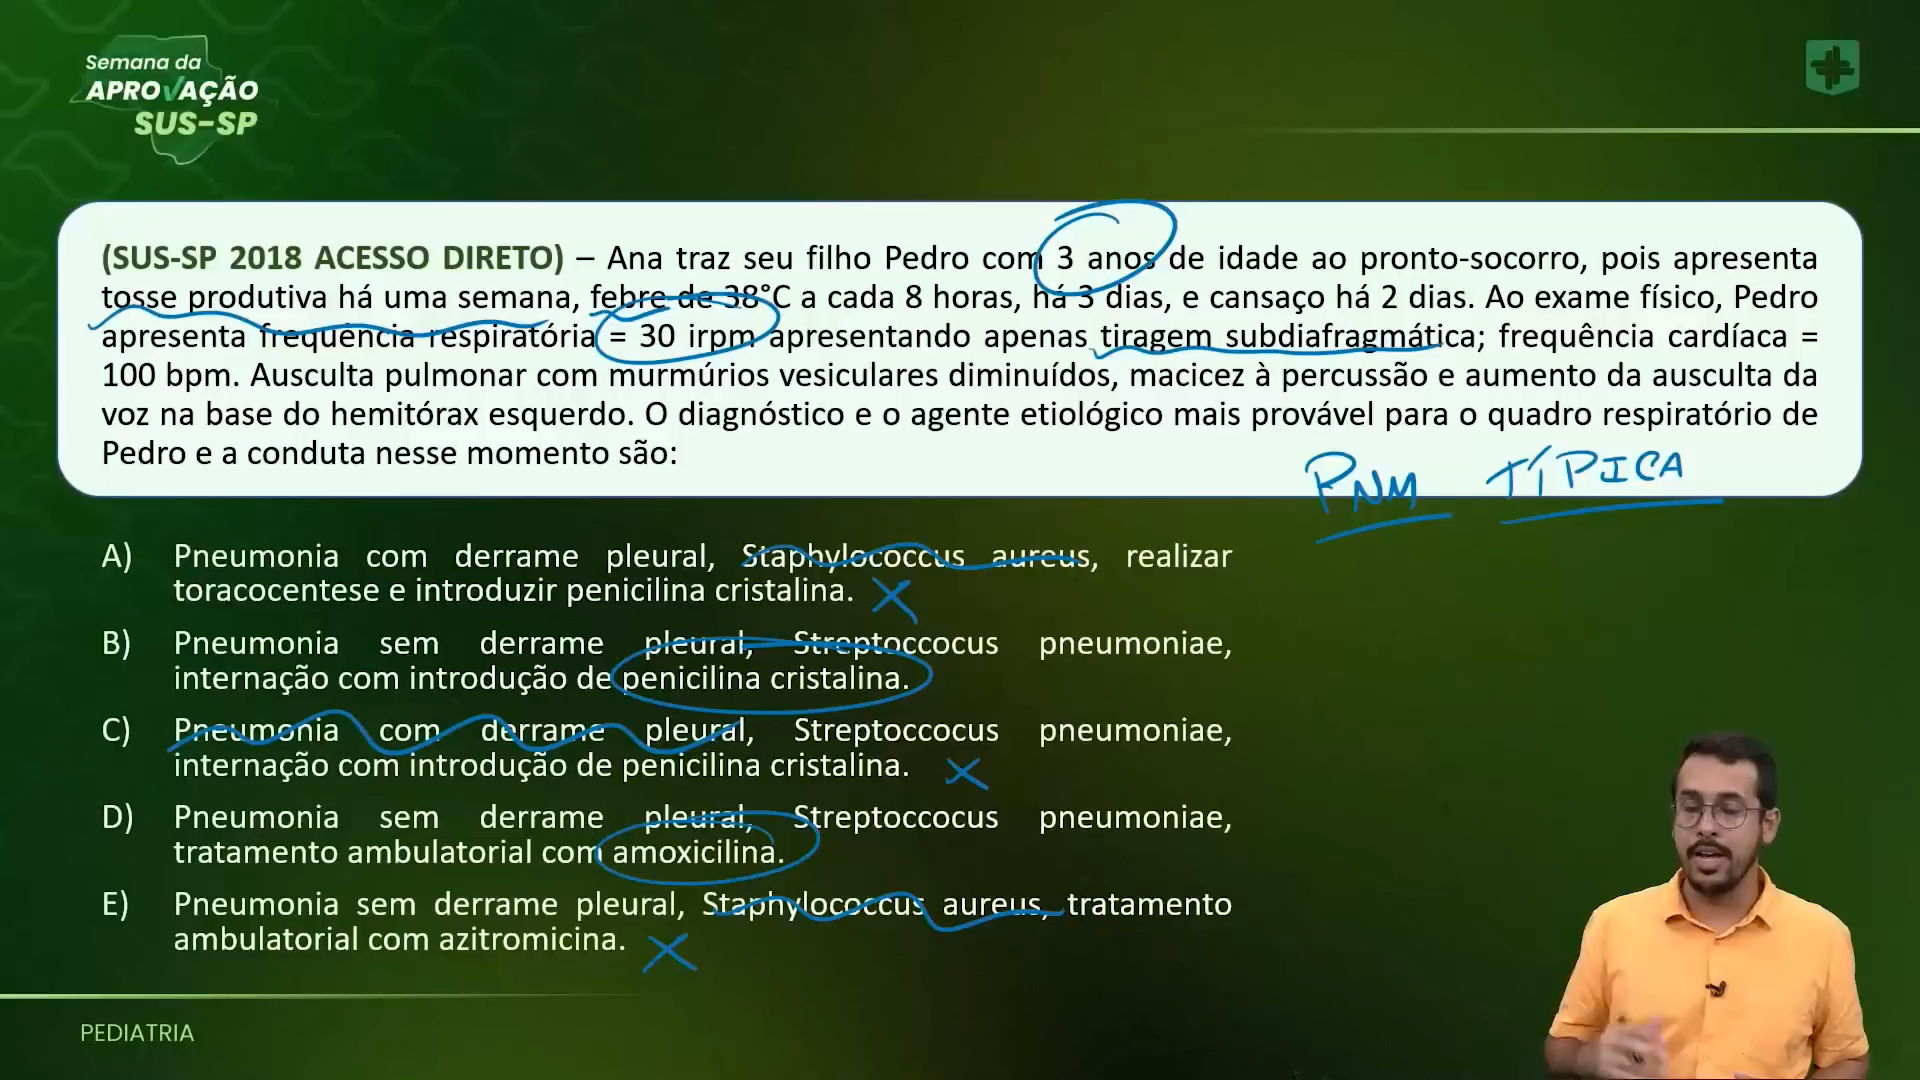 Semana da
APROVAÇÃO
SUS-SP
(SUS-SP 2018 ACESSO DIRETO) – Ana traz seu filho Pedro com 3 anos de idade ao pronto-socorro, pois apresenta
tosse produtiva há uma semana, febre de 38°C a cada 8 horas, há 3 dias, e cansaço há 2 dias. Ao exame físico, Pedro
apresenta frequência respiratória = 30 irpm apresentando apenas tiragem subdiafragmática; frequência cardíaca =
100 bpm. Ausculta pulmonar com murmúrios vesiculares diminuídos, macicez à percussão e aumento da ausculta da
voz na base do hemitórax esquerdo. O diagnóstico e o agente etiológico mais provável para o quadro respiratório de
Pedro e a conduta nesse momento são:
PNM TÍPICA
A) Pneumonia com derrame pleural, Staphylococcus aureus, realizar
toracocentese e introduzir penicilina cristalina.
B) Pneumonia sem derrame pleural, Streptoccocus pneumoniae,
internação com introdução de penicilina cristalina.
C) Pneumonia com derrame pleural, Streptoccocus pneumoniae,
internação com introdução de penicilina cristalina.
D) Pneumonia sem derrame pleural, Streptoccocus pneumoniae,
tratamento ambulatorial com amoxicilina.
E) Pneumonia sem derrame pleural, Staphylococcus aureus, tratamento
ambulatorial com azitromicina.
PEDIATRIA